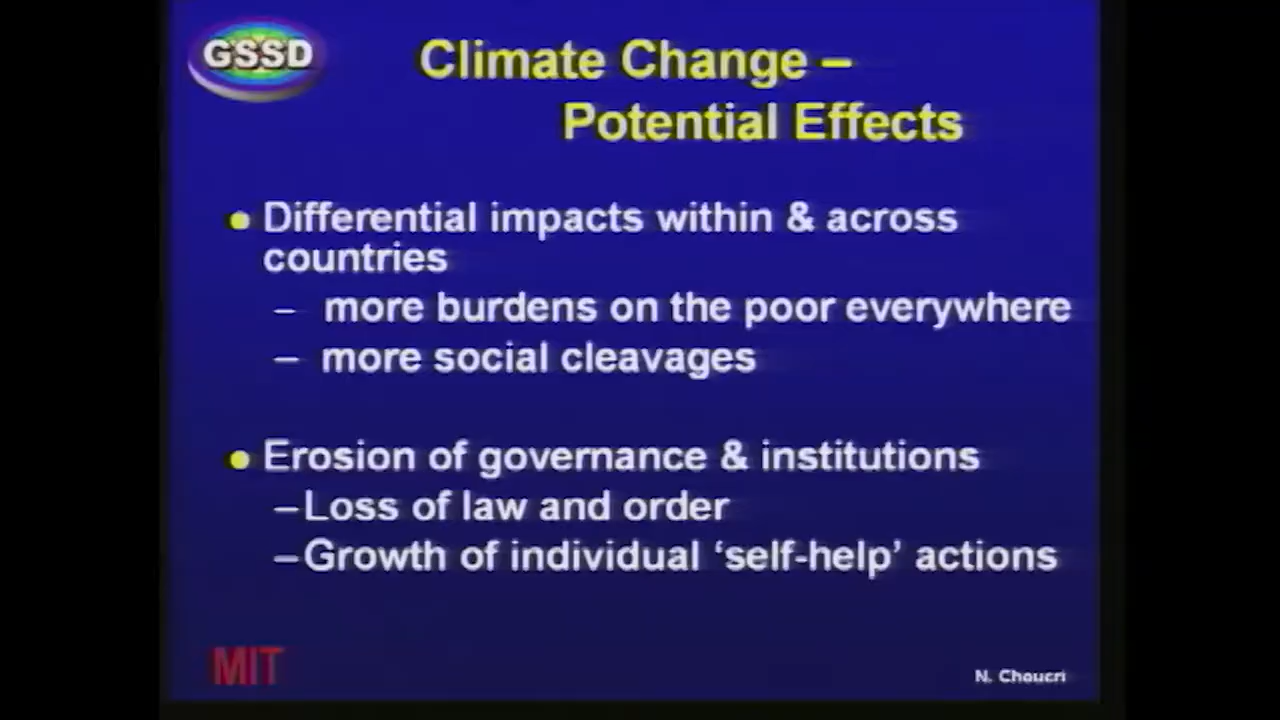 GSSD
Climate Change –
Potential Effects
• Differential impacts within & across
countries
– more burdens on the poor everywhere
– more social cleavages
• Erosion of governance & institutions
–Loss of law and order
–Growth of individual ‘self-help’ actions
MIT
N. Choucri